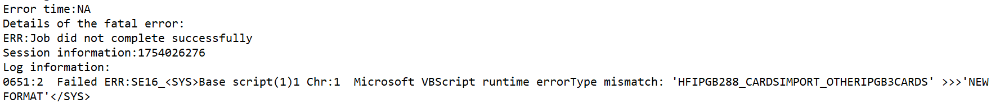 Error time:NA
Details of the fatal error:
ERR:Job did not complete successfully
Session information:1754026276
Log information:
0651:2  Failed ERR:SE16_<SYS>Base script(1)1 Chr:1  Microsoft VBScript runtime errorType mismatch: 'HFIPGB288_CARDSIMPORT_OTHERIPGB3CARDS' >>>'NEW
FORMAT'</SYS>